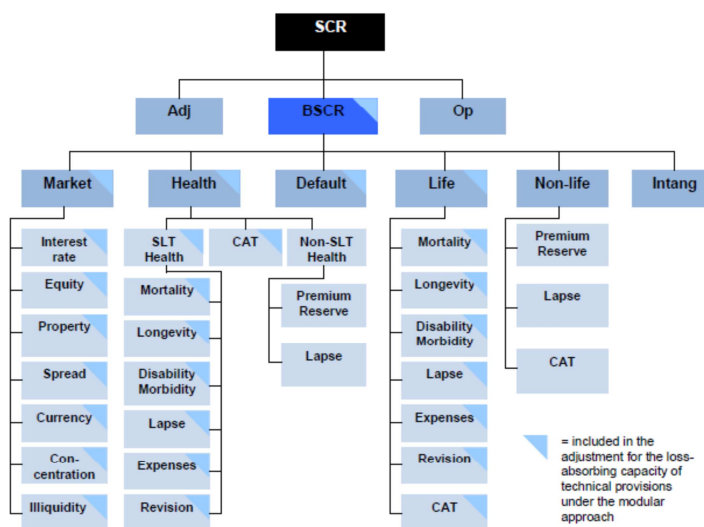 SCR
Adj
BSCR
Op
Market
Health
Default
Life
Non-life
Intang
Interest
rate
Equity
Property
Spread
Currency
Con-
centration
Illiquidity
SLT
Health
CAT
Non-SLT
Health
Mortality
Longevity
Disability
Morbidity
Lapse
Expenses
Revision
Premium
Reserve
Lapse
Mortality
Longevity
Disability
Morbidity
Lapse
Expenses
Revision
CAT
Premium
Reserve
Lapse
CAT
= included in the
adjustment for the loss-
absorbing capacity of
technical provisions
under the modular
approach